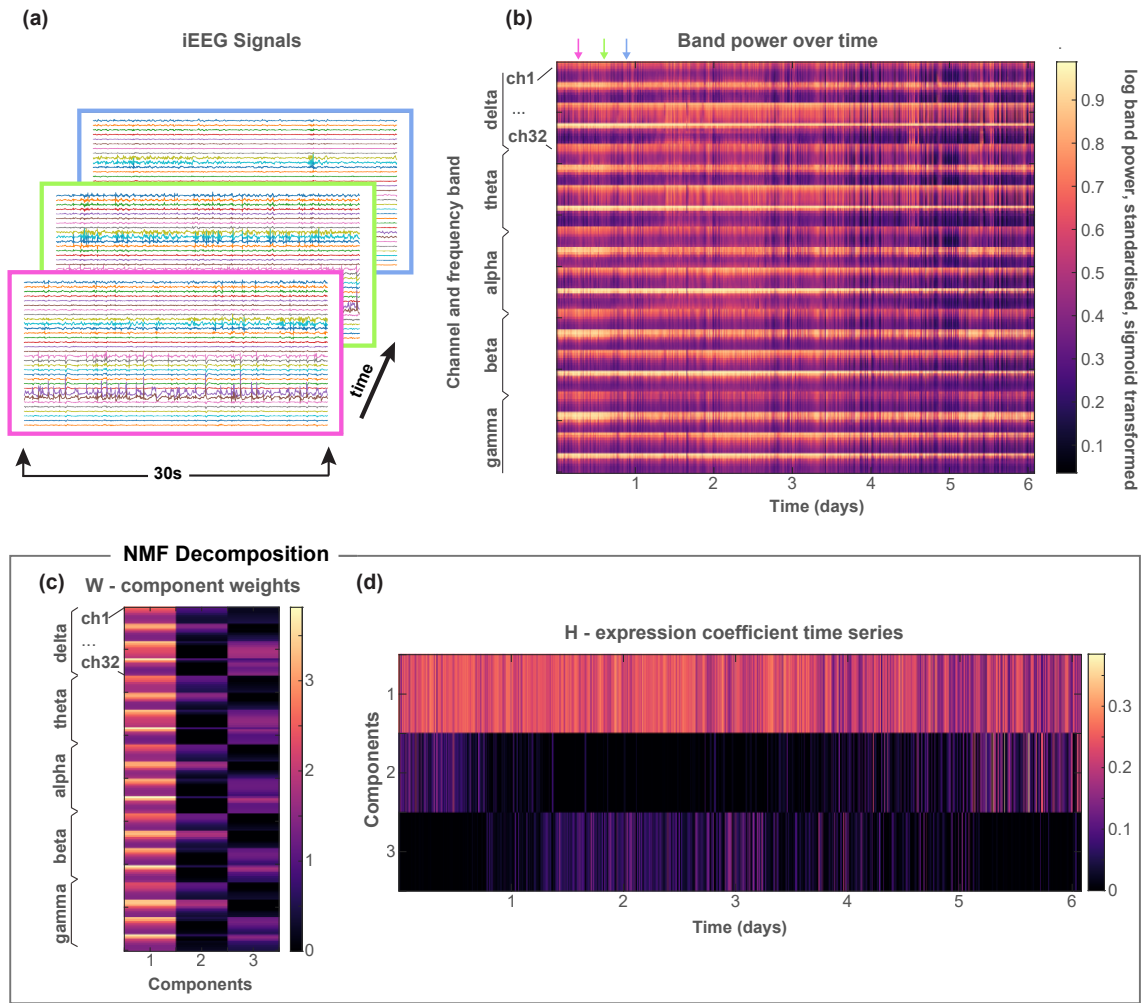 (a)
iEEG Signals
time
30s
(b)
Band power over time
ch1
...
ch32
delta
theta
alpha
beta
gamma
Channel and frequency band
1
2
3
4
5
6
Time (days)
0.9
0.8
0.7
0.6
0.5
0.4
0.3
0.2
0.1
log band power, standardised, sigmoid transformed
NMF Decomposition
(c)
W - component weights
ch1
...
ch32
delta
theta
alpha
beta
gamma
1
2
3
Components
3
2
1
0
(d)
H - expression coefficient time series
Components
1
2
3
1
2
3
4
5
6
Time (days)
0.3
0.2
0.1
0